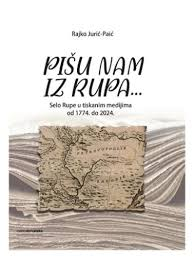 Rajko Jurić-Paić
PIŠU NAM
IZ RUPA...
Selo Rupe u tiskanim medijima
od 1774. do 2024.